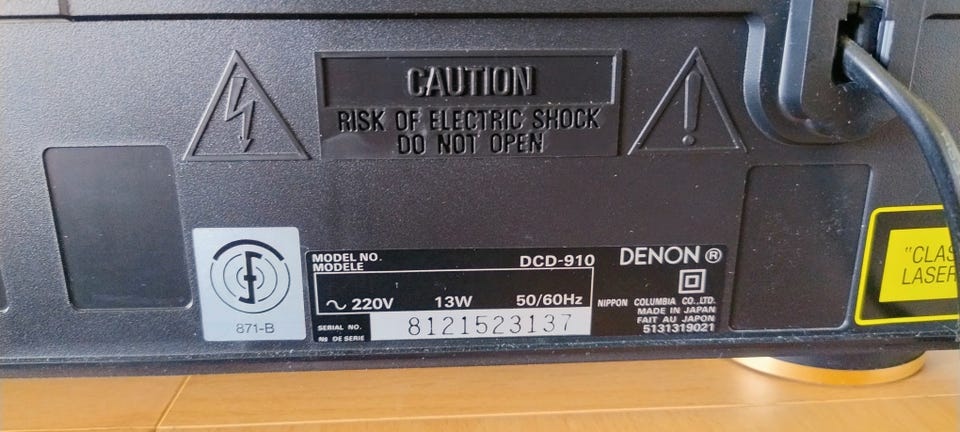 CAUTION
RISK OF ELECTRIC SHOCK
DO NOT OPEN
871-B
MODEL NO.
MODELE
DCD-910
∿ 220V 13W 50/60Hz
SERIAL NO.
No DE SERIE
8121523137
DENON®
NIPPON COLUMBIA CO.,LTD.
MADE IN JAPAN
FAIT AU JAPON
5131319021
"CLAS
LASER